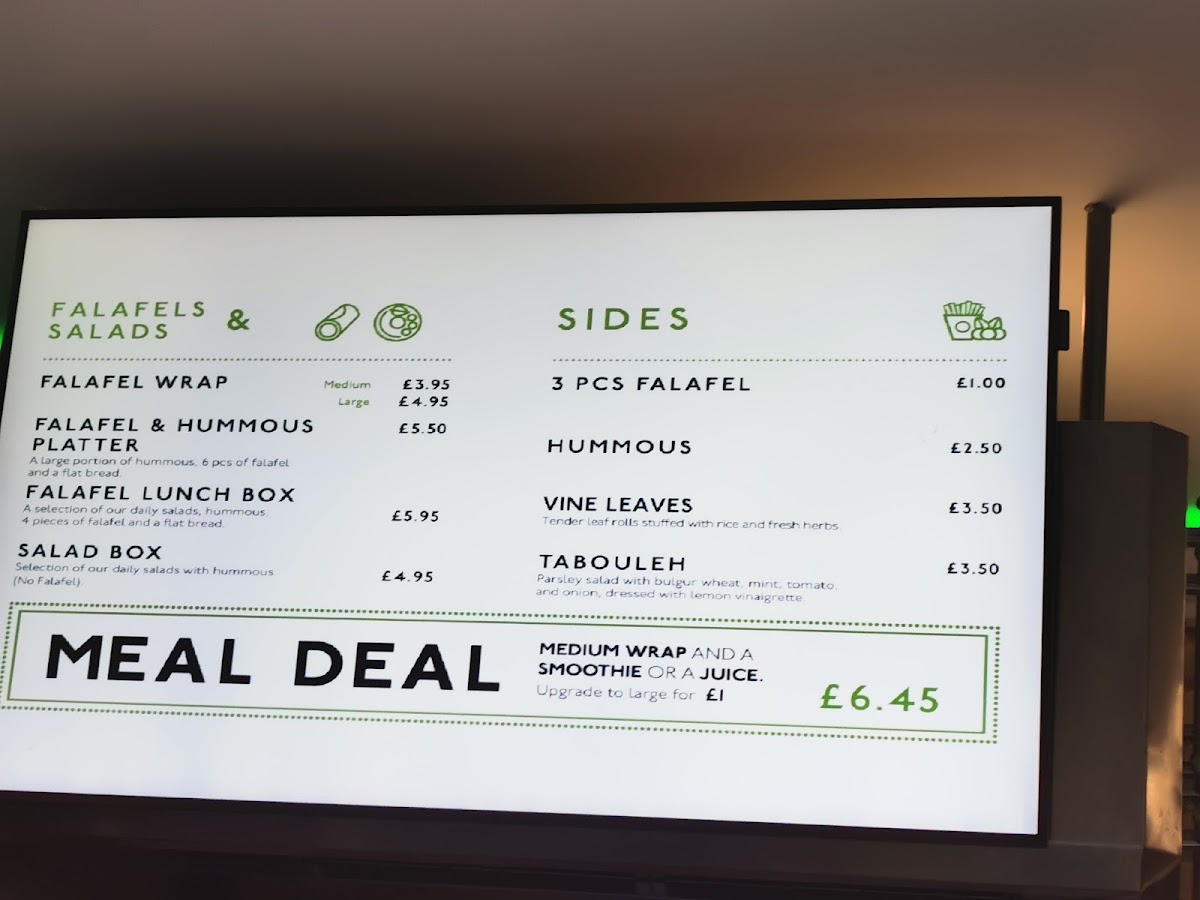 FALAFELS &
SALADS
FALAFEL WRAP Medium £3.95
Large £4.95
FALAFEL & HUMMOUS £5.50
PLATTER
A large portion of hummous, 6 pcs of falafel
and a flat bread.
FALAFEL LUNCH BOX
A selection of our daily salads, hummous,
4 pieces of falafel and a flat bread. £5.95
SALAD BOX
Selection of our daily salads with hummous £4.95
(No Falafel).
SIDES
3 PCS FALAFEL £1.00
HUMMOUS £2.50
VINE LEAVES £3.50
Tender leaf rolls stuffed with rice and fresh herbs.
TABOULEH £3.50
Parsley salad with bulgur wheat, mint, tomato,
and onion, dressed with lemon vinaigrette.
MEAL DEAL
MEDIUM WRAP AND A
SMOOTHIE OR A JUICE.
Upgrade to large for £1
£6.45